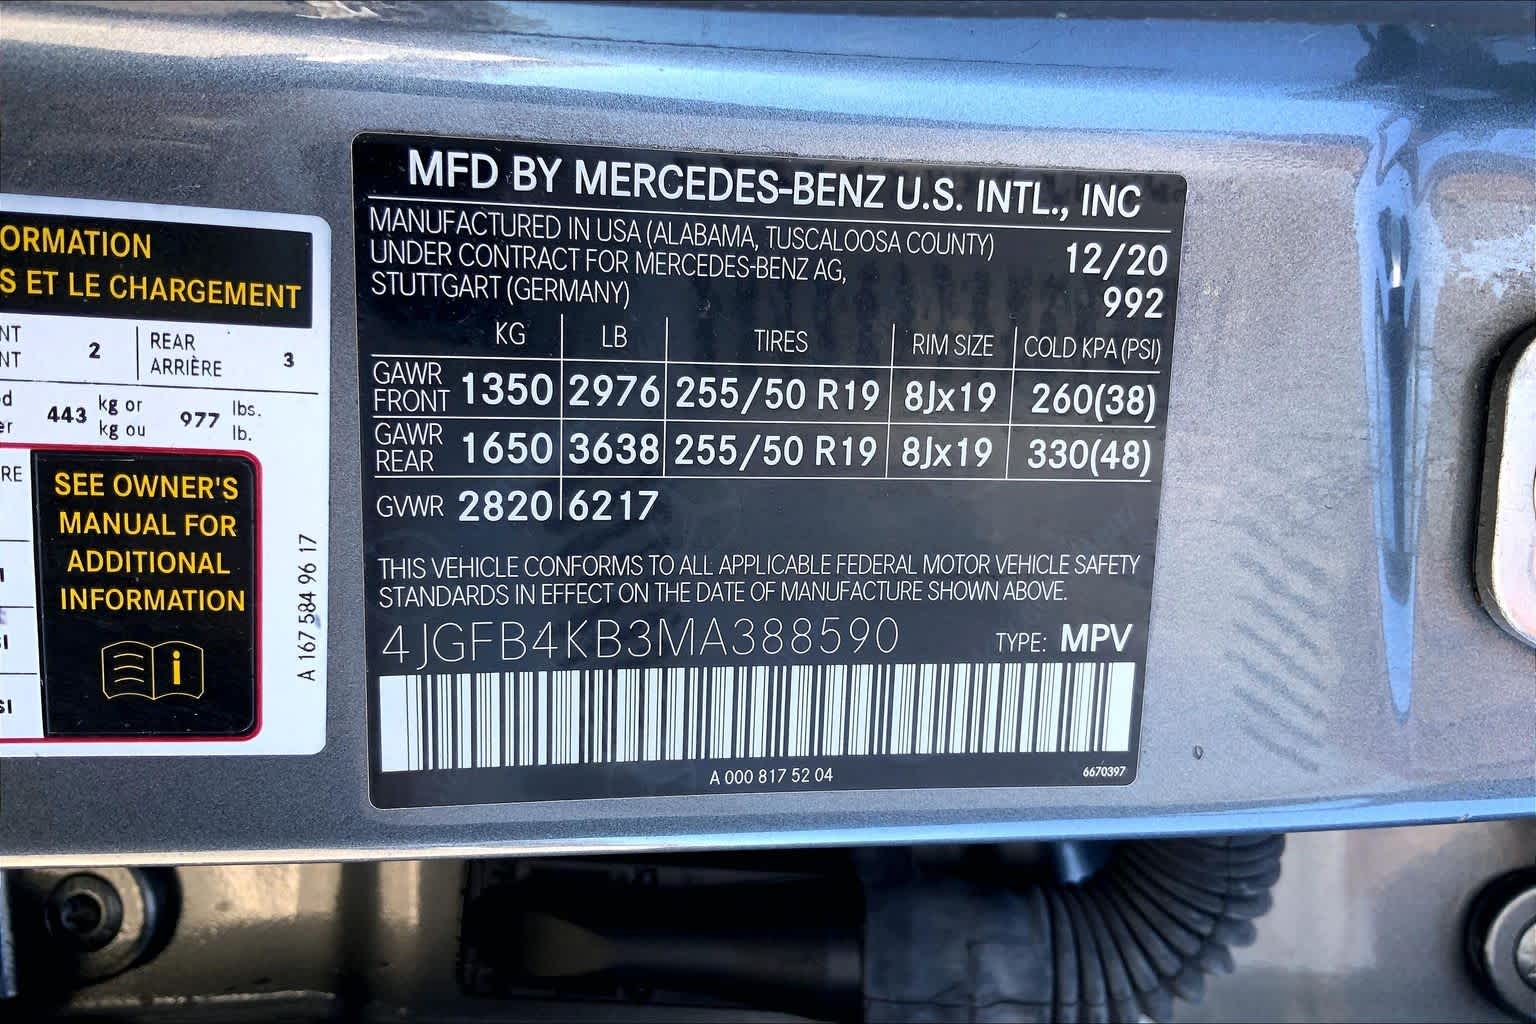 ORMATION
S ET LE CHARGEMENT
NT
NT
2
REAR
ARRIÈRE
3
d
er
443
kg or
kg ou
977
lbs.
lb.
RE
SEE OWNER'S
MANUAL FOR
ADDITIONAL
INFORMATION
i
SI
SI
A 167 584 96 17
MFD BY MERCEDES-BENZ U.S. INTL., INC
MANUFACTURED IN USA (ALABAMA, TUSCALOOSA COUNTY)
UNDER CONTRACT FOR MERCEDES-BENZ AG,
STUTTGART (GERMANY)
12/20
992
KG LB TIRES RIM SIZE COLD KPA (PSI)
GAWR FRONT 1350 2976 255/50 R19 8Jx19 260(38)
GAWR REAR 1650 3638 255/50 R19 8Jx19 330(48)
GVWR 2820 6217
THIS VEHICLE CONFORMS TO ALL APPLICABLE FEDERAL MOTOR VEHICLE SAFETY
STANDARDS IN EFFECT ON THE DATE OF MANUFACTURE SHOWN ABOVE.
4JGFB4KB3MA388590 TYPE: MPV
A 000 817 52 04
6670397